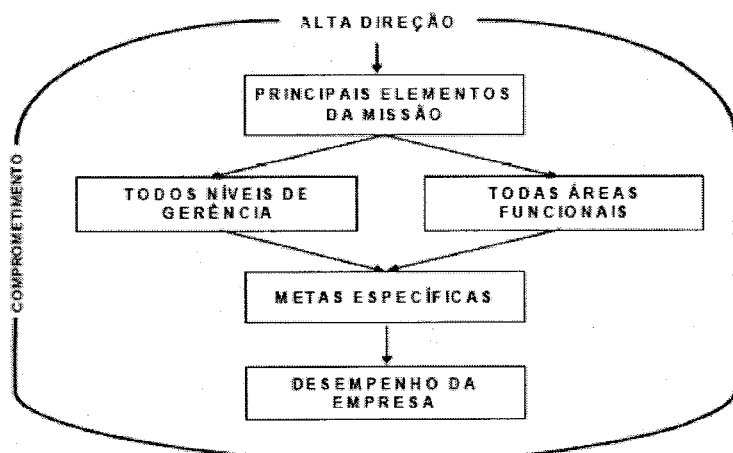 ALTA DIREÇÃO
PRINCIPAIS ELEMENTOS
DA MISSÃO
TODOS NÍVEIS DE
GERÊNCIA
TODAS ÁREAS
FUNCIONAIS
COMPROMETIMENTO
METAS ESPECÍFICAS
DESEMPENHO DA
EMPRESA